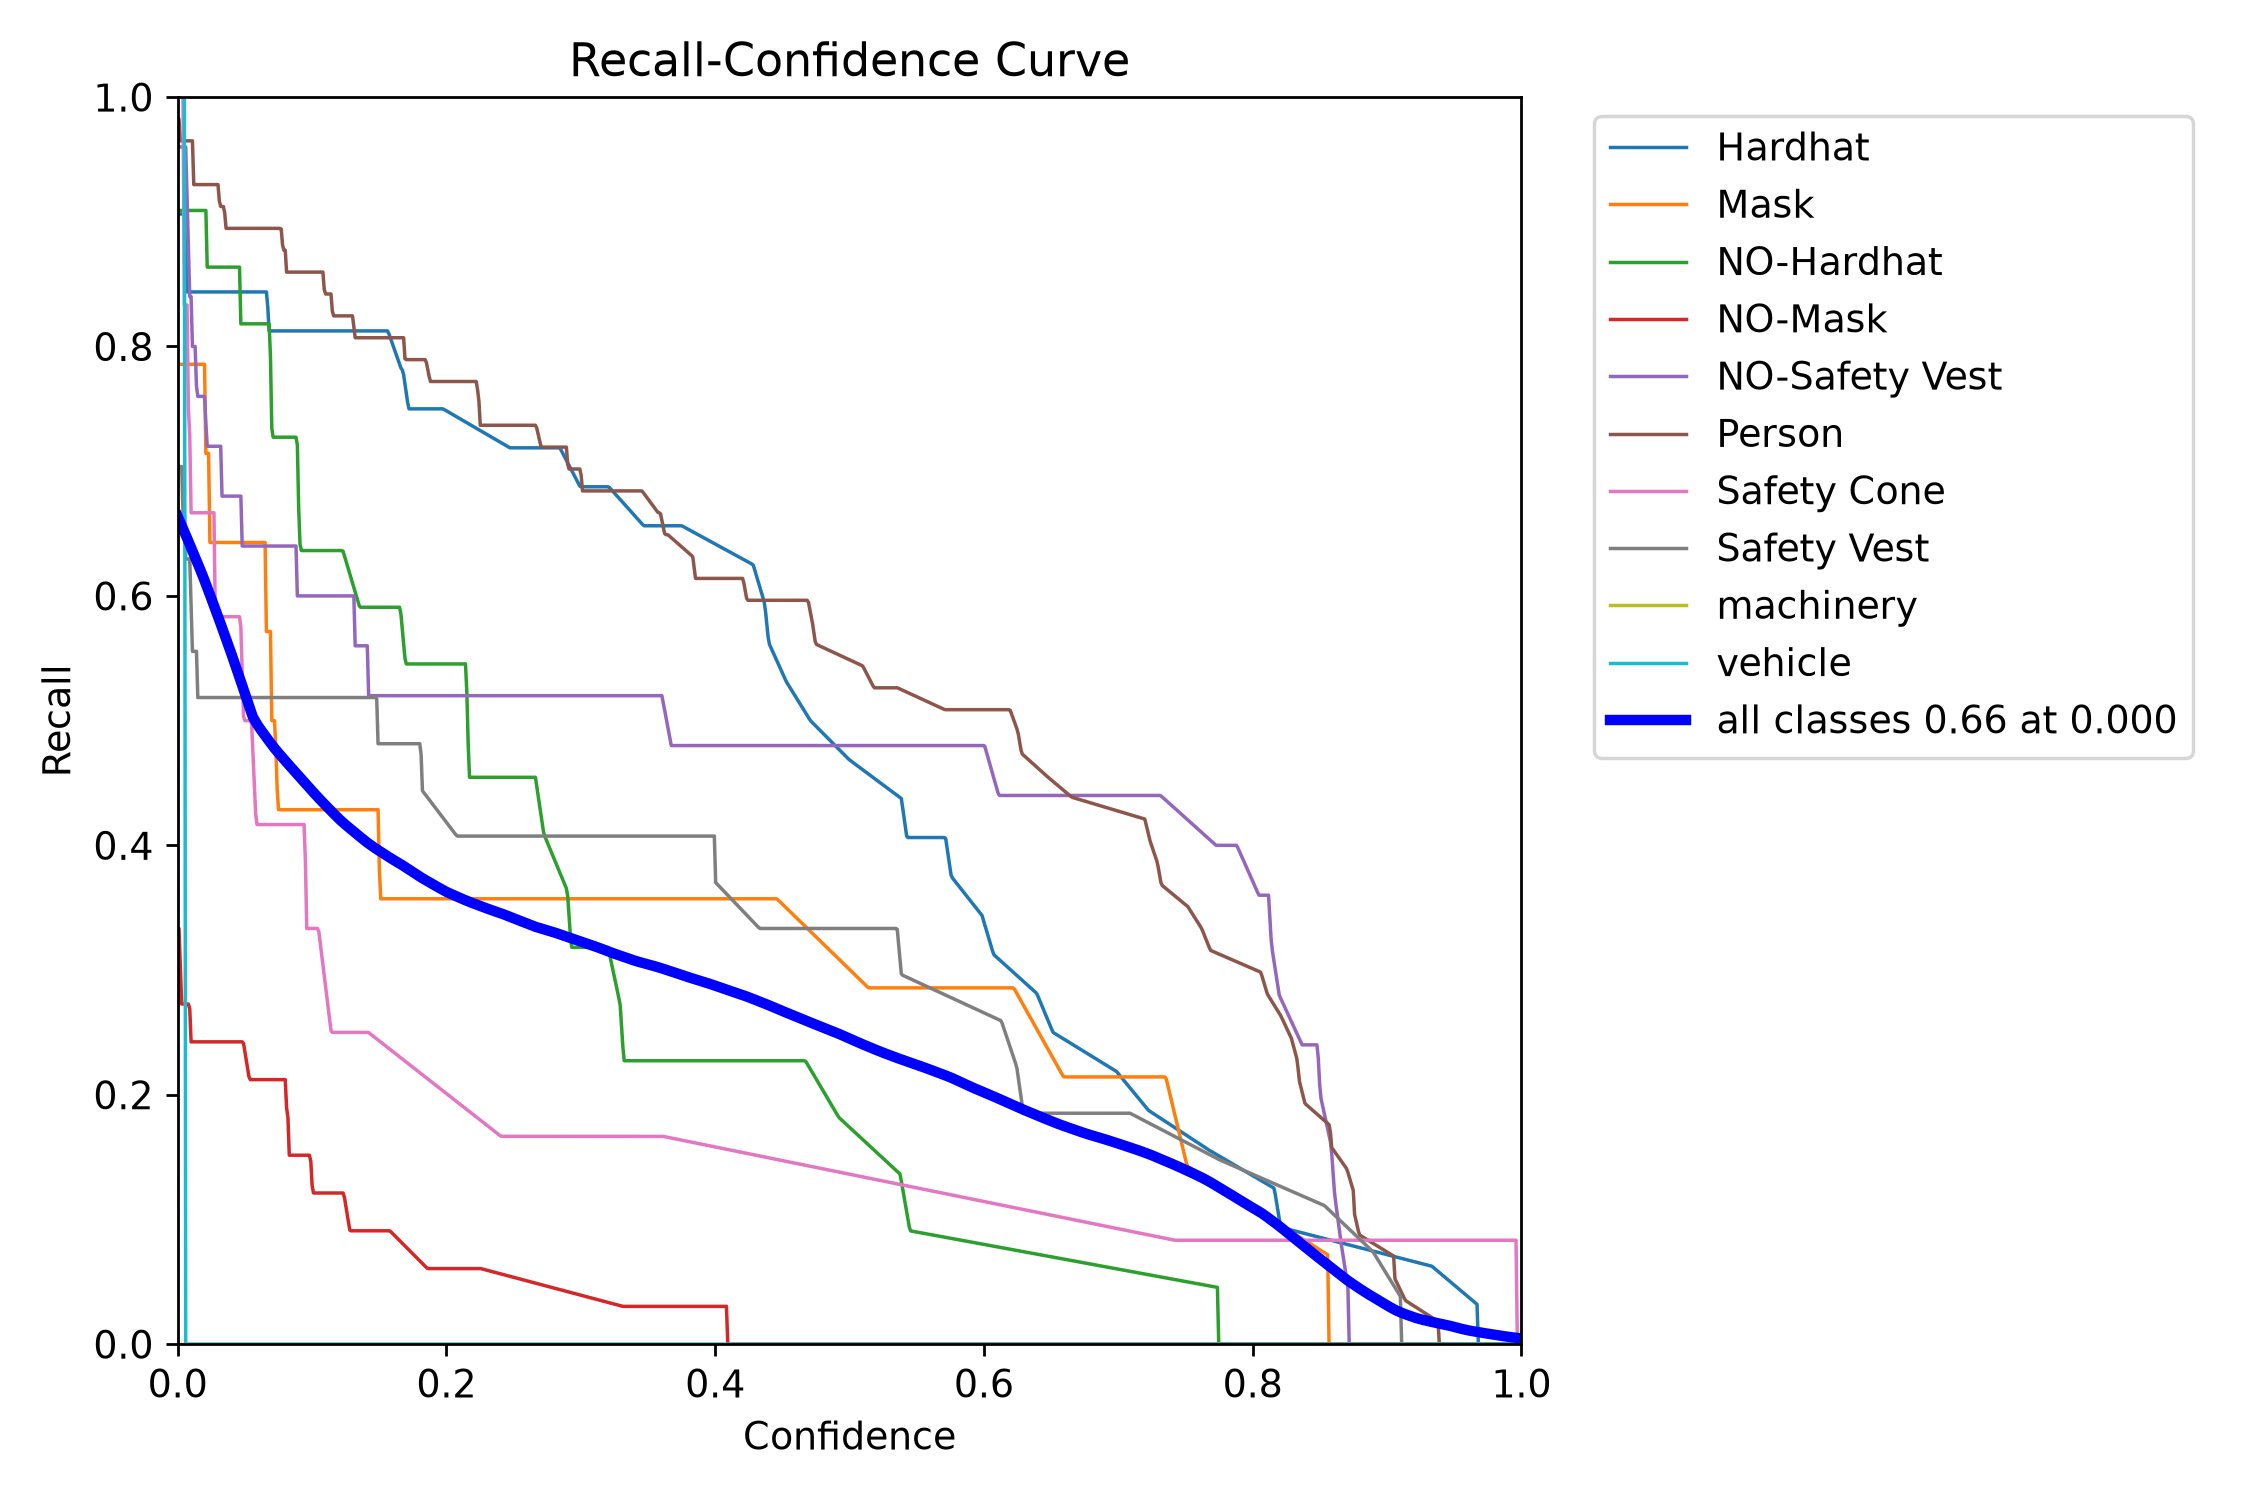 Recall-Confidence Curve
1.0
0.8
0.6
0.4
0.2
0.0
Recall
0.0 0.2 0.4 0.6 0.8 1.0
Confidence
Hardhat
Mask
NO-Hardhat
NO-Mask
NO-Safety Vest
Person
Safety Cone
Safety Vest
machinery
vehicle
all classes 0.66 at 0.000